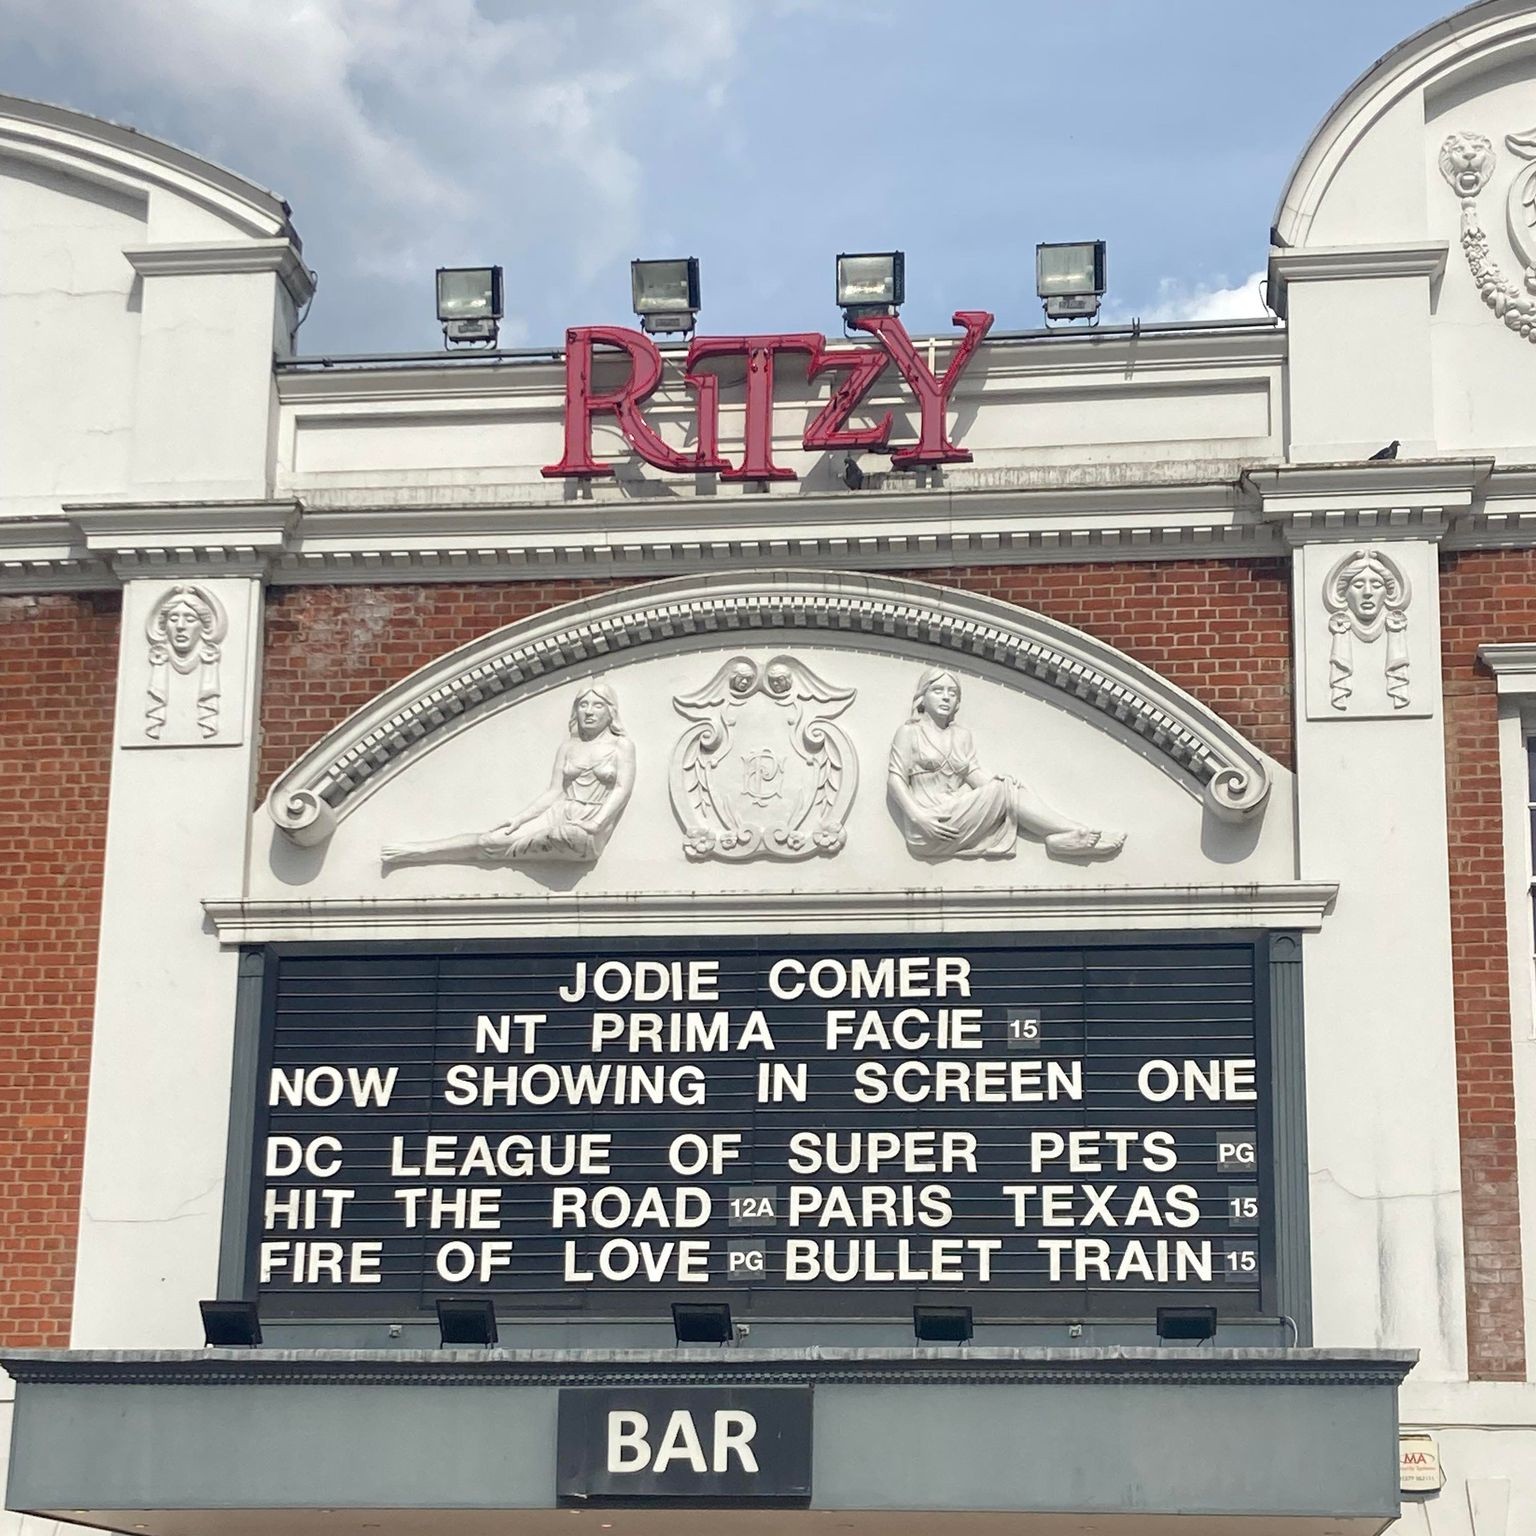 RITZY
JODIE COMER
NT PRIMA FACIE 15
NOW SHOWING IN SCREEN ONE
DC LEAGUE OF SUPER PETS PG
HIT THE ROAD 12A PARIS TEXAS 15
FIRE OF LOVE PG BULLET TRAIN 15
BAR
MA